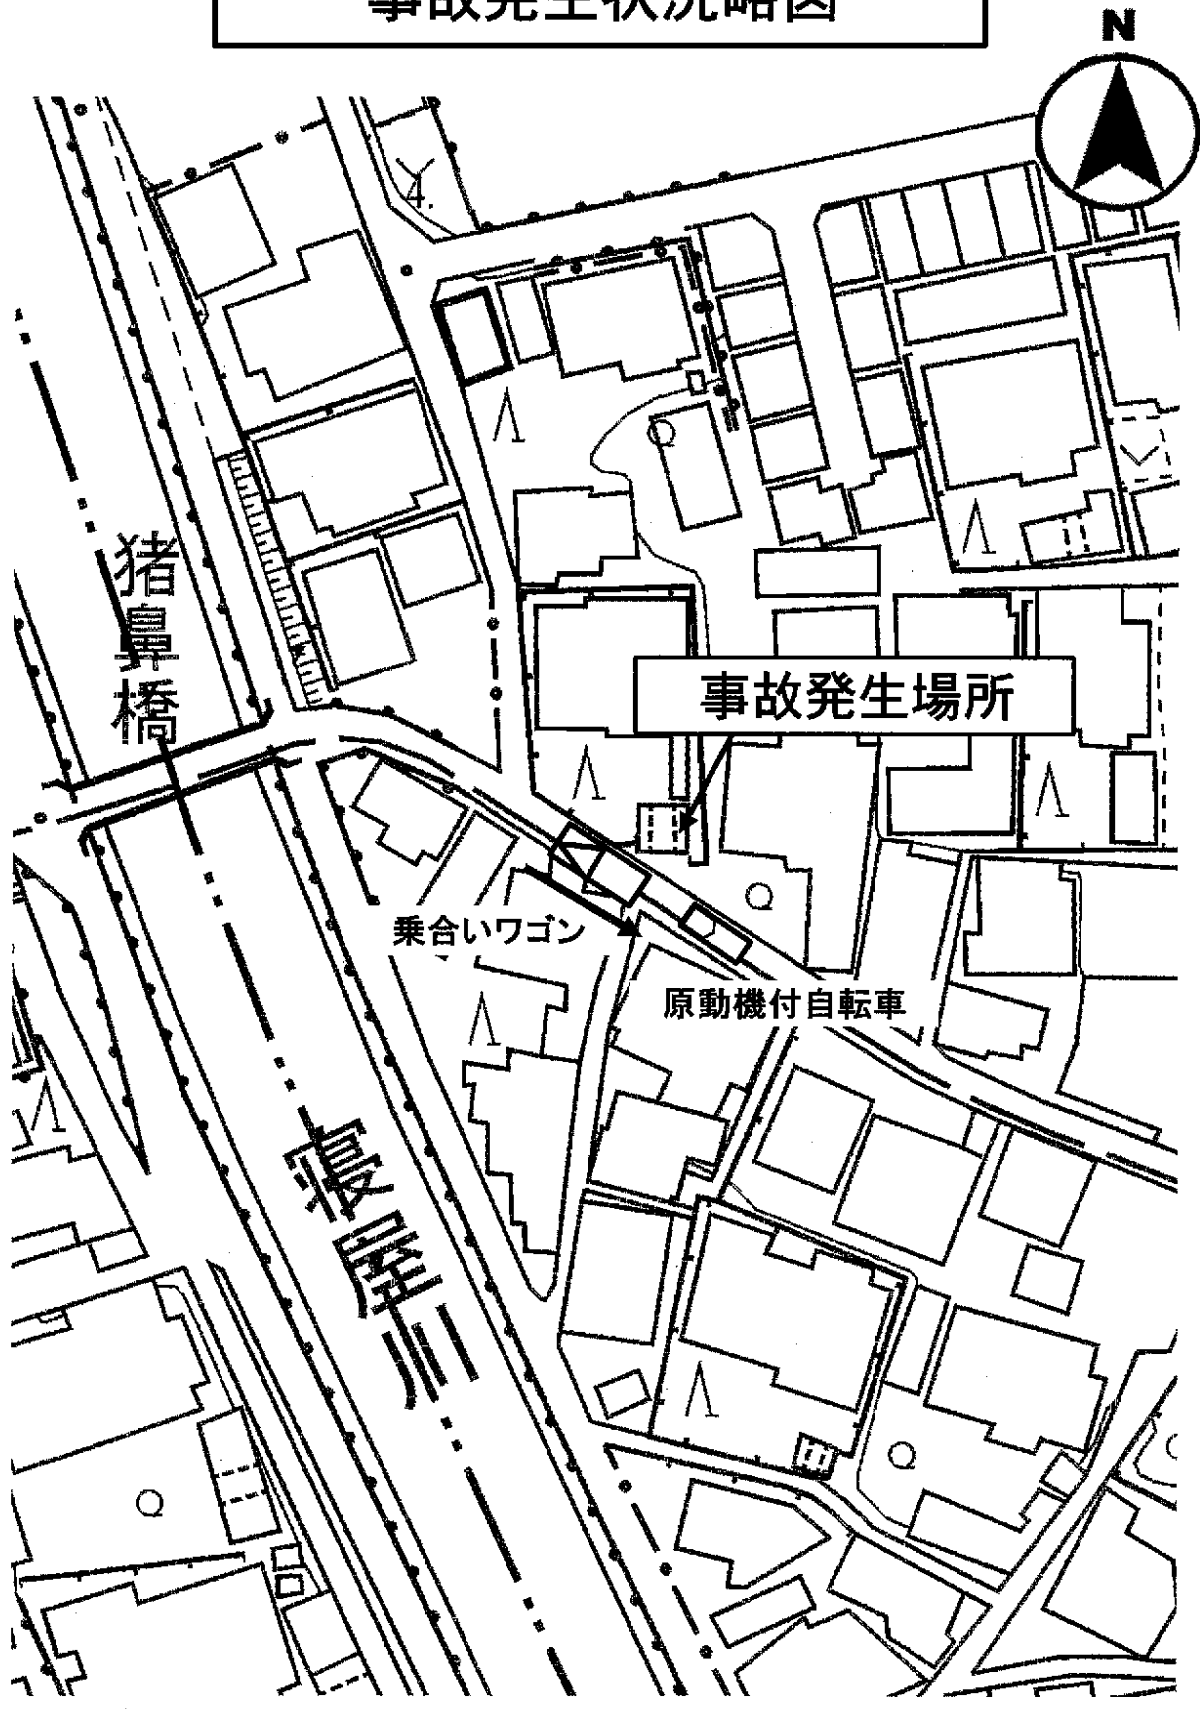 事故発生状況略図
N
猪鼻橋
事故発生場所
乗合いワゴン
原動機付自転車
寝屋川